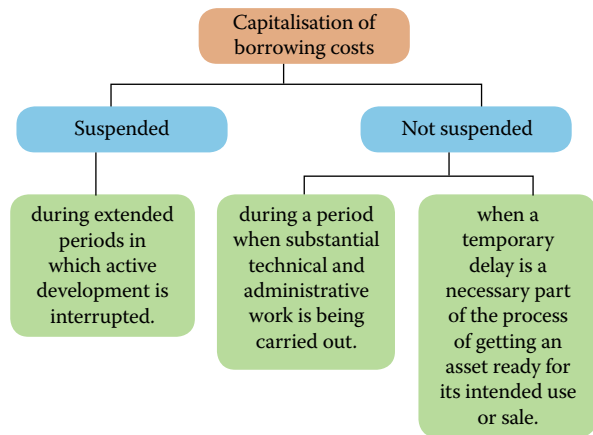 Capitalisation of
borrowing costs
Suspended
Not suspended
during extended
periods in
which active
development is
interrupted.
during a period
when substantial
technical and
administrative
work is being
carried out.
when a
temporary
delay is a
necessary part
of the process
of getting an
asset ready for
its intended use
or sale.